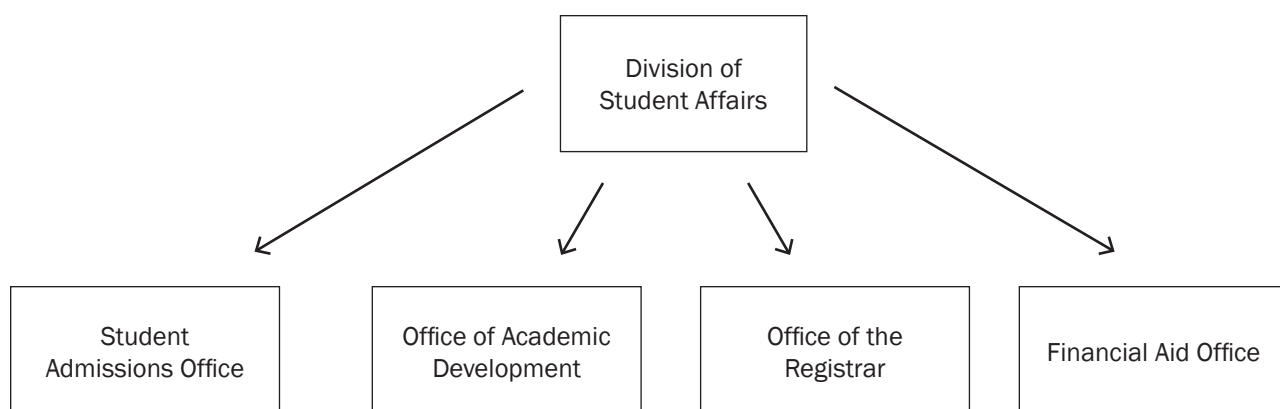 Division of
Student Affairs
Student
Admissions Office
Office of Academic
Development
Office of the
Registrar
Financial Aid Office